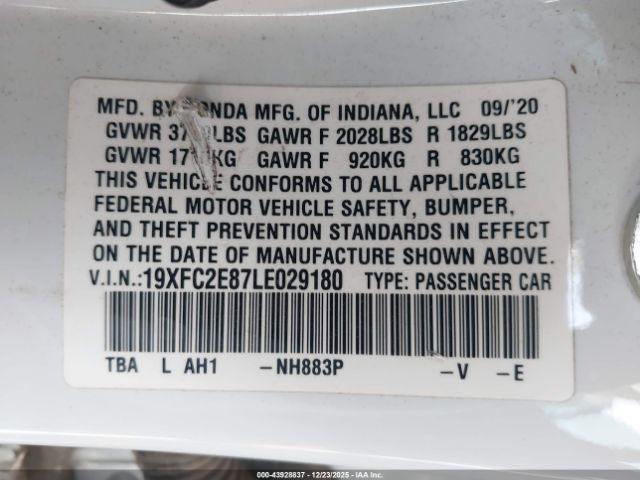 MFD. BY HONDA MFG. OF INDIANA, LLC 09/'20
GVWR LBS GAWR F 2028LBS R 1829LBS
GVWR KG GAWR F 920KG R 830KG
THIS VEHICLE CONFORMS TO ALL APPLICABLE
FEDERAL MOTOR VEHICLE SAFETY, BUMPER,
AND THEFT PREVENTION STANDARDS IN EFFECT
ON THE DATE OF MANUFACTURE SHOWN ABOVE.
V.I.N.:19XFC2E87LE029180 TYPE: PASSENGER CAR
TBA L AH1 –NH883P –V –E
000-43928837 - 12/23/2025 - IAAI.COM